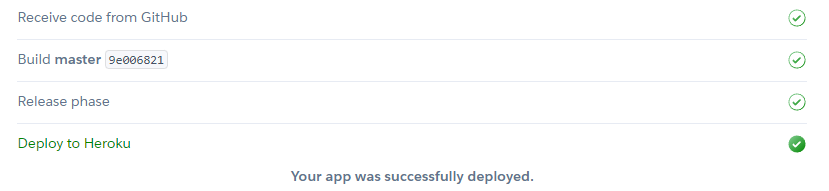 Receive code from GitHub
Build master 9e006821
Release phase
Deploy to Heroku
Your app was successfully deployed.